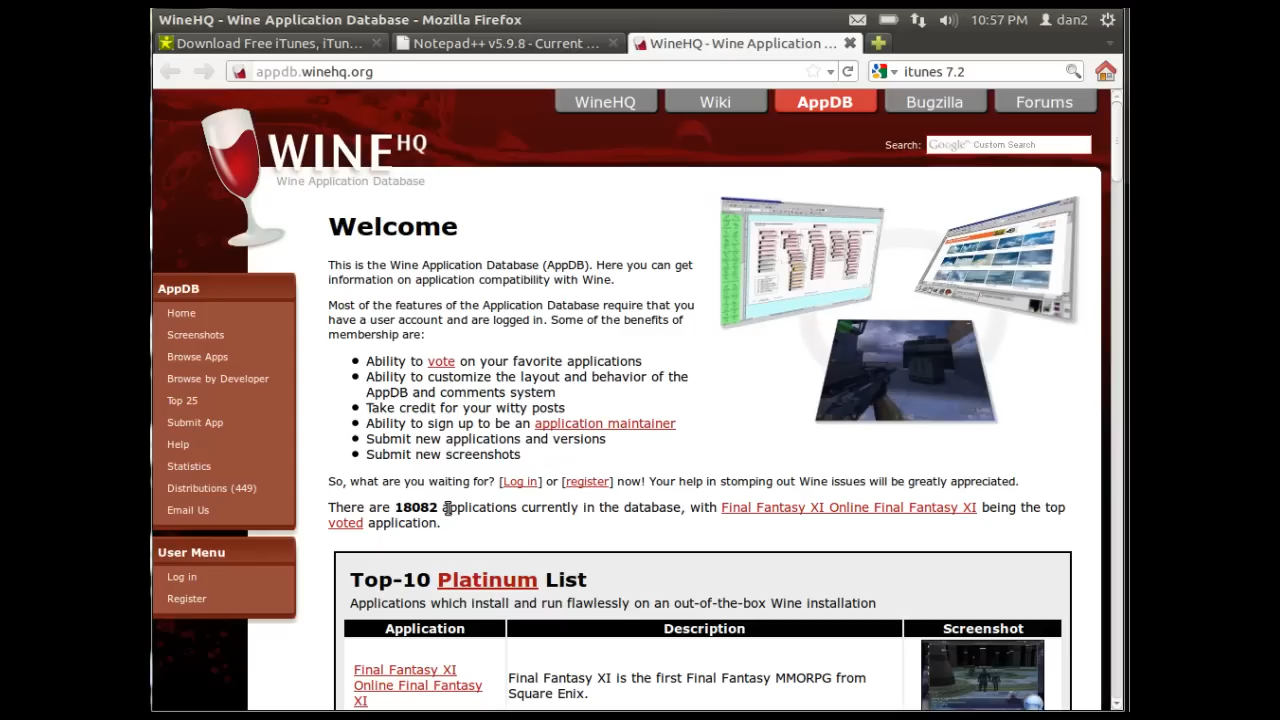 WineHQ - Wine Application Database - Mozilla Firefox
10:57 PM
dan2
Download Free iTunes, iTun...
Notepad++ v5.9.8 - Current ...
WineHQ - Wine Application ...
appdb.winehq.org
itunes 7.2
WineHQ
Wiki
AppDB
Bugzilla
Forums
Search:
Google™ Custom Search
WINE HQ
Wine Application Database
AppDB
Home
Screenshots
Browse Apps
Browse by Developer
Top 25
Submit App
Help
Statistics
Distributions (449)
Email Us
User Menu
Log in
Register
Welcome
This is the Wine Application Database (AppDB). Here you can get
information on application compatibility with Wine.
Most of the features of the Application Database require that you
have a user account and are logged in. Some of the benefits of
membership are:
Ability to vote on your favorite applications
Ability to customize the layout and behavior of the
AppDB and comments system
Take credit for your witty posts
Ability to sign up to be an application maintainer
Submit new applications and versions
Submit new screenshots
So, what are you waiting for? [Log in] or [register] now! Your help in stomping out Wine issues will be greatly appreciated.
There are 18082 applications currently in the database, with Final Fantasy XI Online Final Fantasy XI being the top
voted application.
Top-10 Platinum List
Applications which install and run flawlessly on an out-of-the-box Wine installation
Application
Description
Screenshot
Final Fantasy XI
Online Final Fantasy
XI
Final Fantasy XI is the first Final Fantasy MMORPG from
Square Enix.